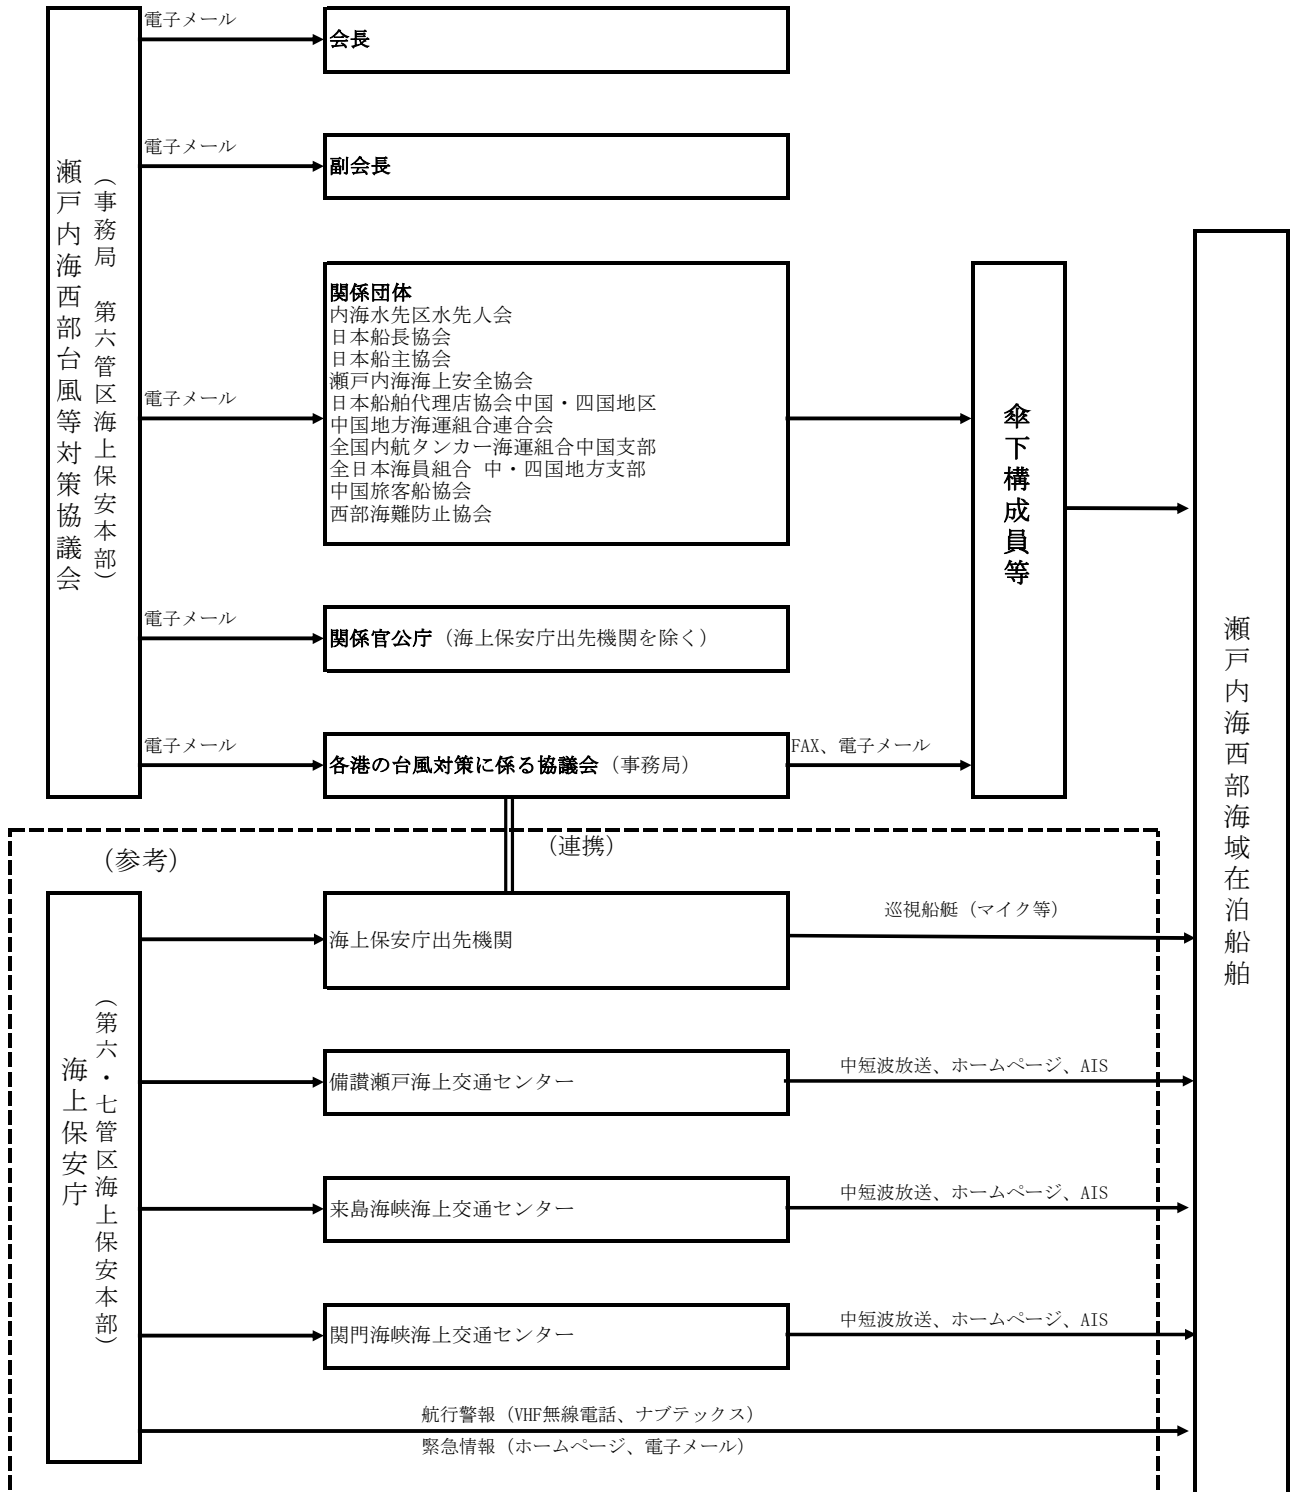 瀬戸内海西部台風等対策協議会
（事務局　第六管区海上保安本部）
電子メール
会長
電子メール
副会長
電子メール
関係団体
内海水先区水先人会
日本船長協会
日本船主協会
瀬戸内海海上安全協会
日本船舶代理店協会中国・四国地区
中国地方海運組合連合会
全国内航タンカー海運組合中国支部
全日本海員組合 中・四国地方支部
中国旅客船協会
西部海難防止協会
電子メール
関係官公庁（海上保安庁出先機関を除く）
電子メール
各港の台風対策に係る協議会（事務局）
FAX、電子メール
傘下構成員等
瀬戸内海西部海域在泊船舶
（参考）
（連携）
海上保安庁
（第六・七管区海上保安本部）
海上保安庁出先機関
巡視船艇（マイク等）
備讃瀬戸海上交通センター
中短波放送、ホームページ、AIS
来島海峡海上交通センター
中短波放送、ホームページ、AIS
関門海峡海上交通センター
中短波放送、ホームページ、AIS
航行警報（VHF無線電話、ナブテックス）
緊急情報（ホームページ、電子メール）